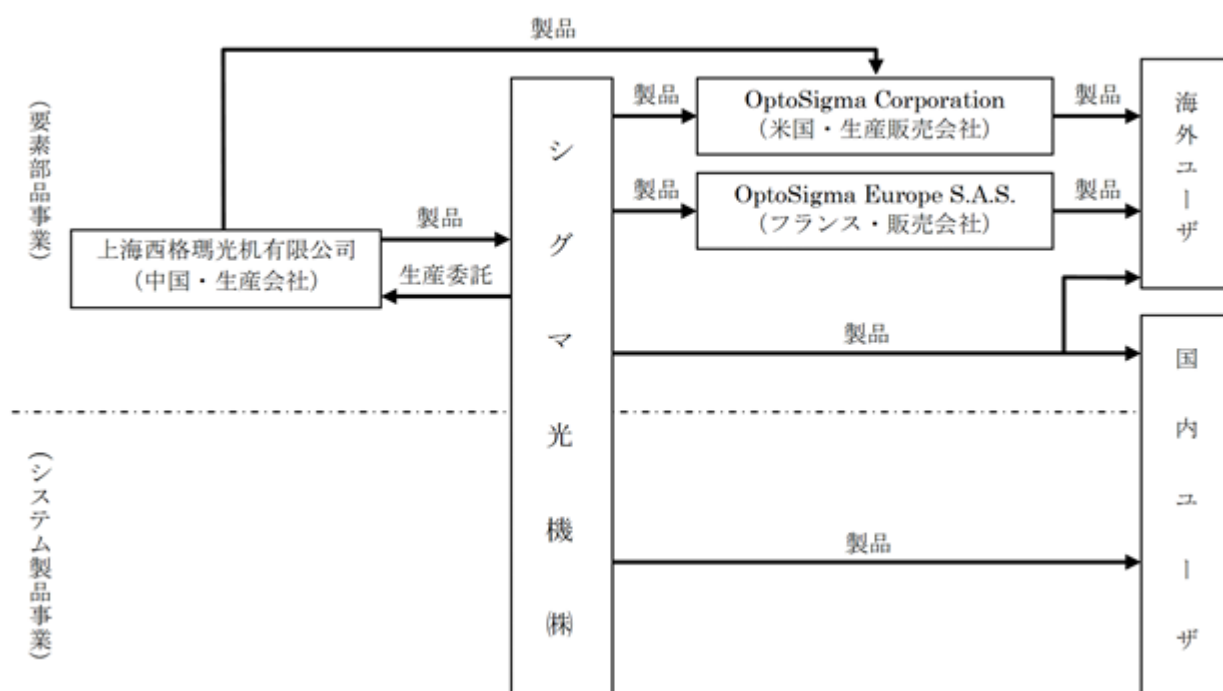 製品
(要素部品事業)
上海西格瑪光机有限公司
(中国・生産会社)
製品
生産委託
シグマ光機㈱
製品
OptoSigma Corporation
(米国・生産販売会社)
製品
製品
OptoSigma Europe S.A.S.
(フランス・販売会社)
製品
海外ユーザ
製品
国内ユーザ
(システム製品事業)
製品